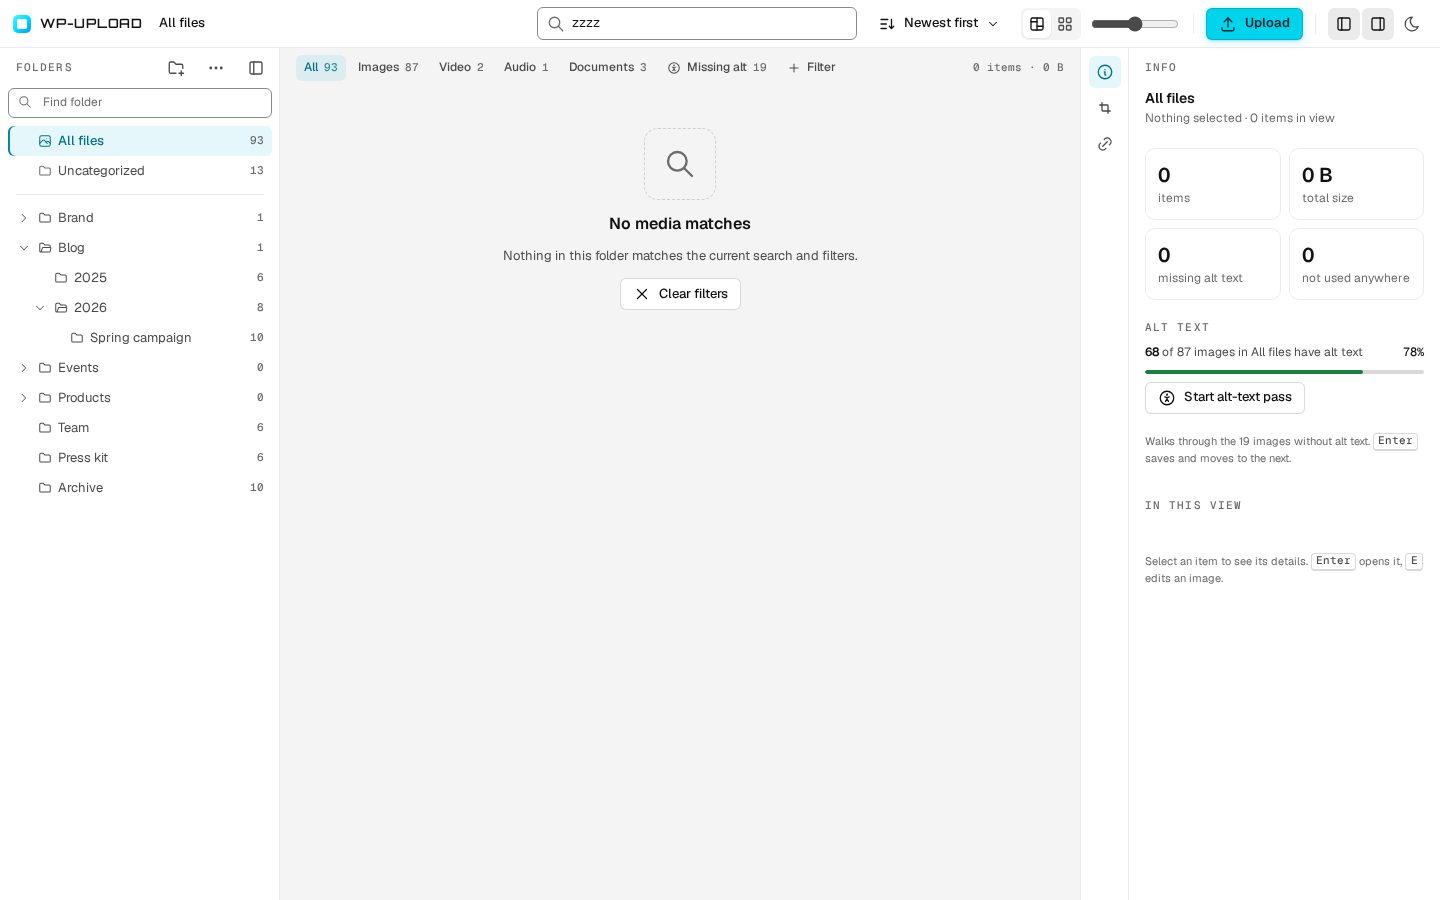 WP-UPLOAD All files zzzz Newest first Upload
FOLDERS
Find folder
All files 93
Uncategorized 13
Brand 1
Blog 1
2025 6
2026 8
Spring campaign 10
Events 0
Products 0
Team 6
Press kit 6
Archive 10
All 93 Images 87 Video 2 Audio 1 Documents 3 Missing alt 19 Filter 0 items · 0 B
No media matches
Nothing in this folder matches the current search and filters.
Clear filters
INFO
All files
Nothing selected · 0 items in view
0 0 B
items total size
0 0
missing alt text not used anywhere
ALT TEXT
68 of 87 images in All files have alt text 78%
Start alt-text pass
Walks through the 19 images without alt text. Enter
saves and moves to the next.
IN THIS VIEW
Select an item to see its details. Enter opens it, E
edits an image.